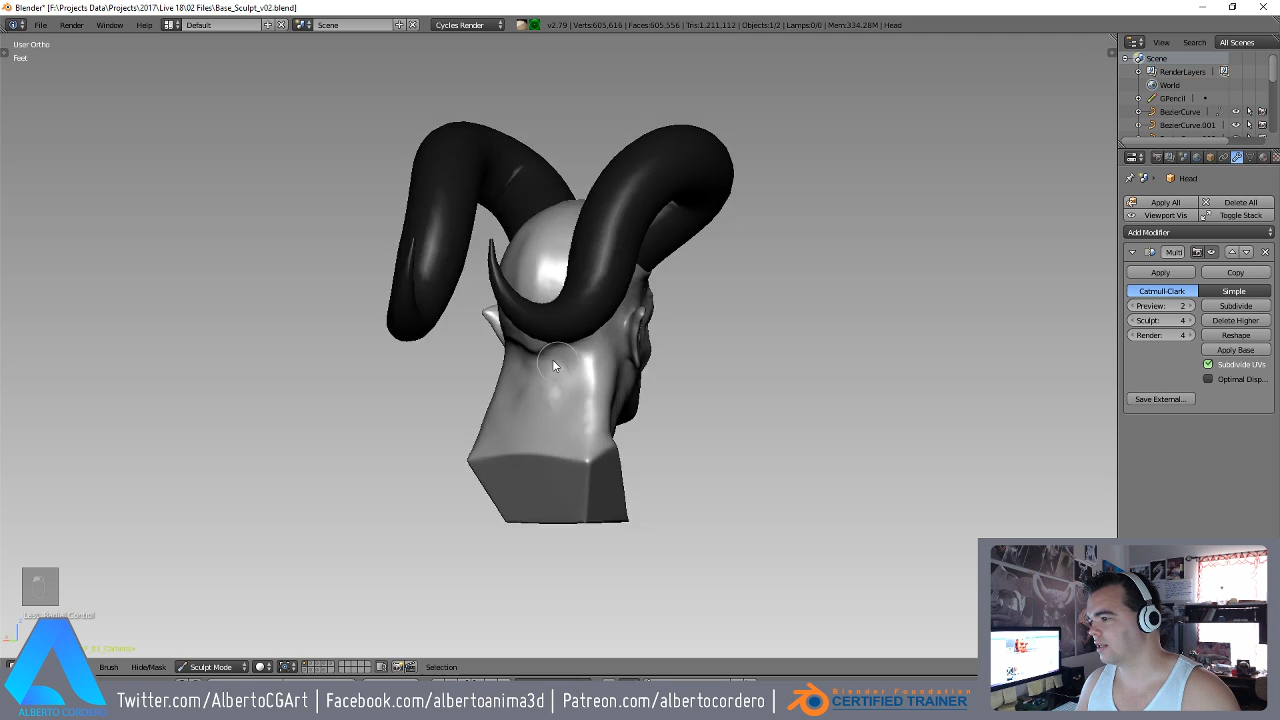 Blender* [F:\Projects Data\Projects\2017\Live 18\02 Files\Base_Sculpt_v02.blend]
File Render Window Help Default Scene Cycles Render v2.79 | Verts:605,616 | Faces:605,556 | Tris:1,211,112 | Objects:1/2 | Lamps:0/0 | Mem:334.28M | Head
View Search All Scenes
User Ortho
Feet
Scene
RenderLayers
World
GPencil
BezierCurve
BezierCurve.001
Head
Apply All Delete All
Viewport Vis Toggle Stack
Add Modifier
Multi
Apply Copy
Catmull-Clark Simple
Preview: 2 Subdivide
Sculpt: 4 Delete Higher
Render: 4 Reshape
Apply Base
Subdivide UVs
Optimal Disp...
Save External...
Last: Radial Control
Brush Hide/Mask Sculpt Mode Selection
ALBERTO CORDERO
Twitter.com/AlbertoCGArt | Facebook.com/albertoanima3d | Patreon.com/albertocordero |
Blender Foundation
CERTIFIED TRAINER